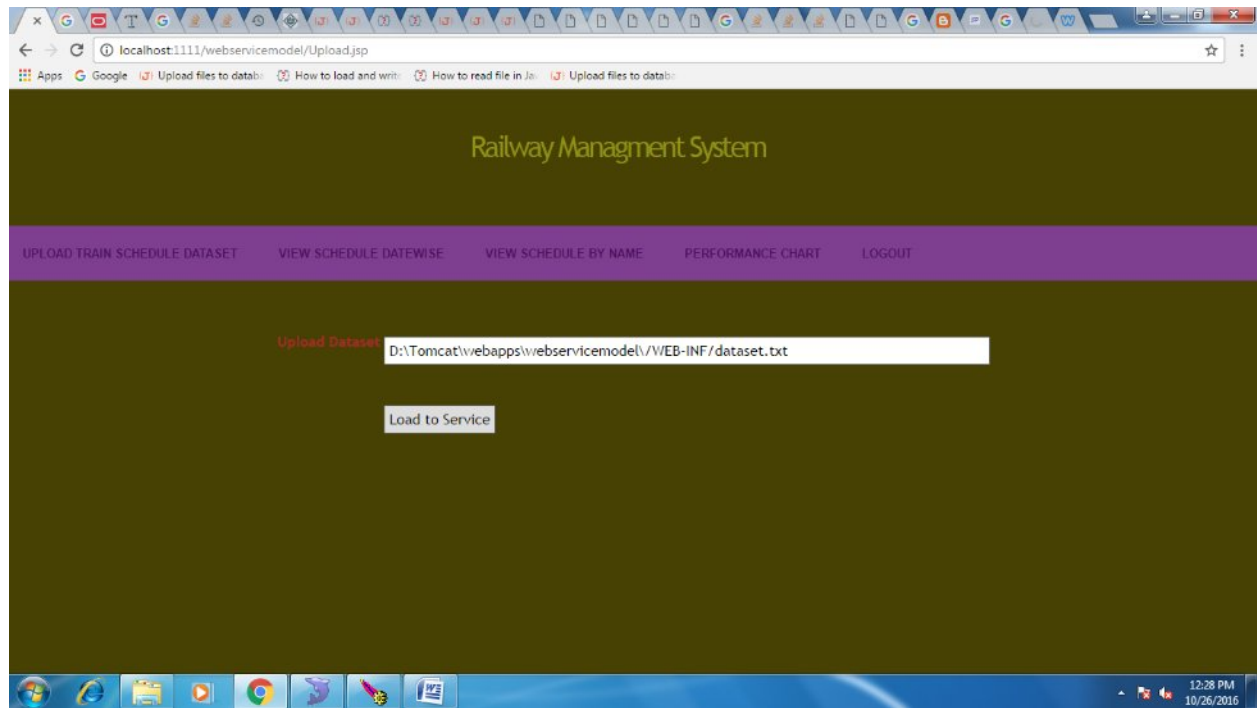 localhost:1111/webservicemodel/Upload.jsp
Apps Google Upload files to datab How to load and write How to read file in Ja Upload files to datab
Railway Managment System
UPLOAD TRAIN SCHEDULE DATASET VIEW SCHEDULE DATEWISE VIEW SCHEDULE BY NAME PERFORMANCE CHART LOGOUT
Upload Dataset D:\Tomcat\webapps\webservicemodel\/WEB-INF/dataset.txt
Load to Service
12:28 PM
10/26/2016